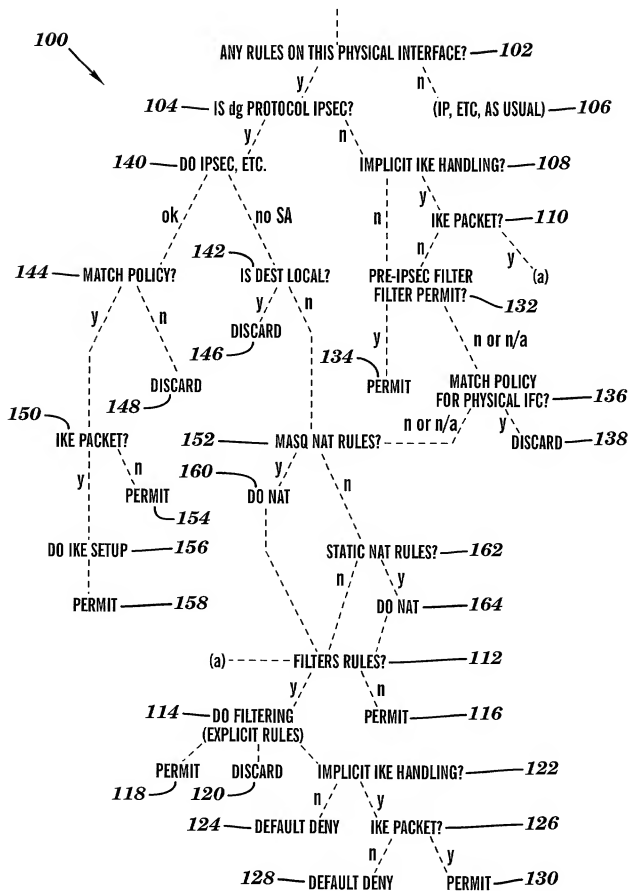 100
ANY RULES ON THIS PHYSICAL INTERFACE? 102
y n
104 IS dg PROTOCOL IPSEC? (IP, ETC, AS USUAL) 106
y n
140 DO IPSEC, ETC. IMPLICIT IKE HANDLING? 108
ok no SA n y
IKE PACKET? 110
142 n y
144 MATCH POLICY? IS DEST LOCAL? PRE-IPSEC FILTER (a)
FILTER PERMIT? 132
y n y n
DISCARD y n or n/a
146 134
DISCARD PERMIT MATCH POLICY
148 FOR PHYSICAL IFC? 136
150 n or n/a y
IKE PACKET? 152 MASQ NAT RULES? DISCARD 138
160 y n
y n
PERMIT DO NAT
154
DO IKE SETUP 156 STATIC NAT RULES? 162
n y
PERMIT 158 DO NAT 164
(a) FILTERS RULES? 112
y n
114 DO FILTERING PERMIT 116
(EXPLICIT RULES)
PERMIT DISCARD IMPLICIT IKE HANDLING? 122
118 120 n y
124 DEFAULT DENY IKE PACKET? 126
n y
128 DEFAULT DENY PERMIT 130